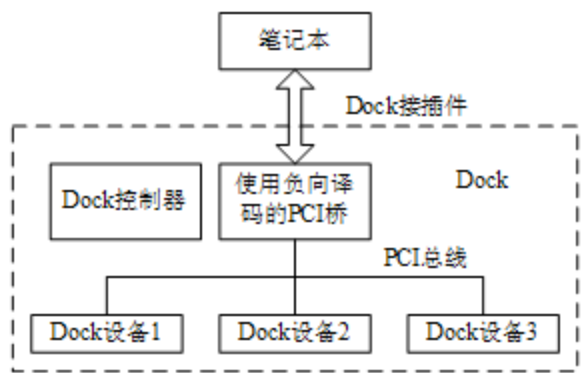 笔记本
Dock接插件
Dock控制器
使用负向译
码的PCI桥
Dock
PCI总线
Dock设备1
Dock设备2
Dock设备3